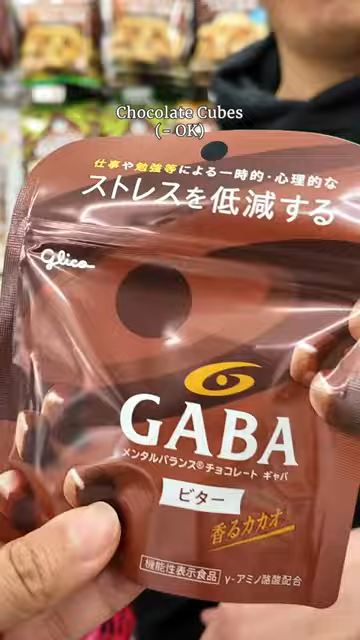 Chocolate Cubes
(- OK)
仕事や勉強等による一時的・心理的な
ストレスを低減する
glico
GABA
メンタルバランス®チョコレート ギャバ
ビター
香るカカオ
機能性表示食品 γ-アミノ酪酸配合